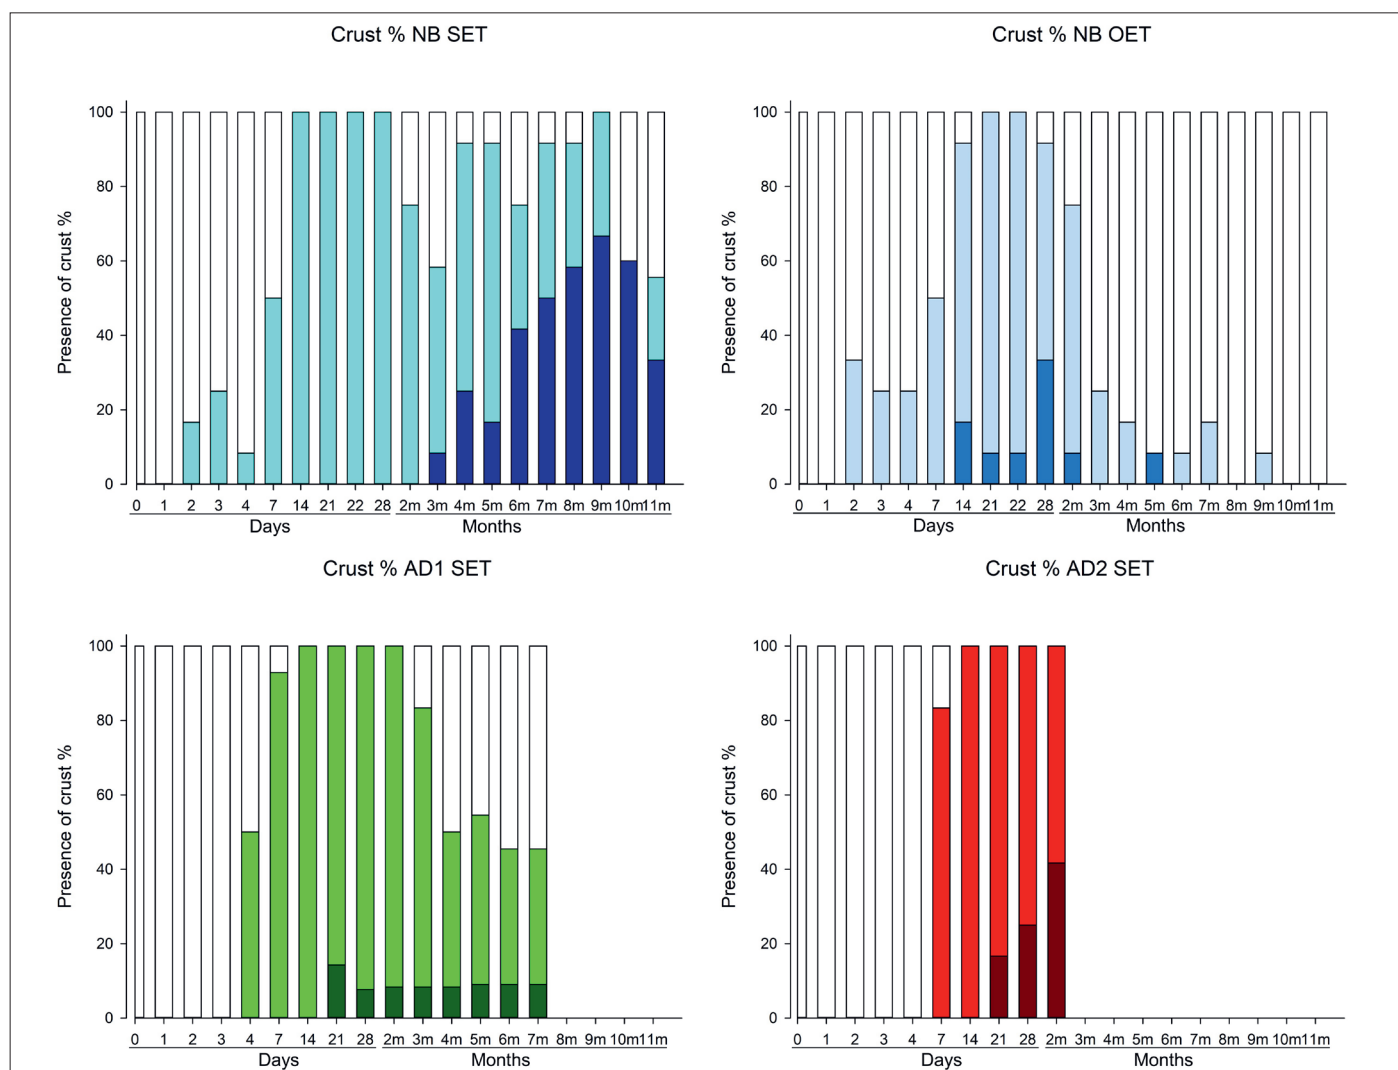 Crust % NB SET
Presence of crust %
100
80
60
40
20
0
0 1 2 3 4 7 14 21 22 28 2m 3m 4m 5m 6m 7m 8m 9m 10m 11m
Days Months
Crust % NB OET
Presence of crust %
100
80
60
40
20
0
0 1 2 3 4 7 14 21 22 28 2m 3m 4m 5m 6m 7m 8m 9m 10m 11m
Days Months
Crust % AD1 SET
Presence of crust %
100
80
60
40
20
0
0 1 2 3 4 7 14 21 28 2m 3m 4m 5m 6m 7m 8m 9m 10m 11m
Days Months
Crust % AD2 SET
Presence of crust %
100
80
60
40
20
0
0 1 2 3 4 7 14 21 28 2m 3m 4m 5m 6m 7m 8m 9m 10m 11m
Days Months